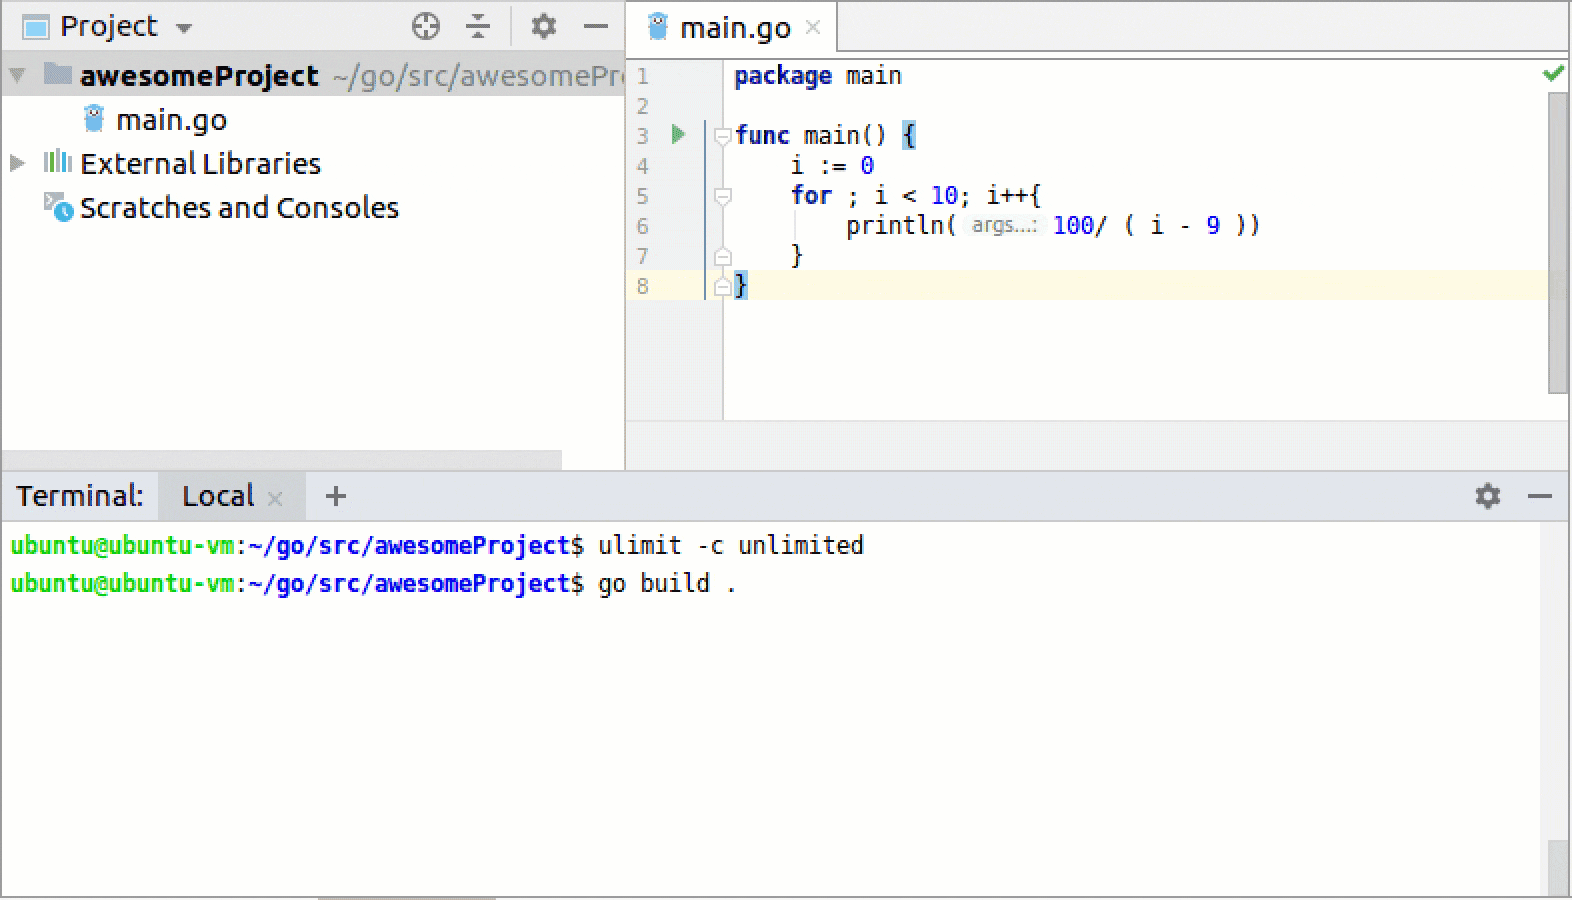 Project
awesomeProject ~/go/src/awesomePr
main.go
External Libraries
Scratches and Consoles
main.go
1 package main
2
3 func main() {
4 i := 0
5 for ; i < 10; i++{
6 println( args...: 100/ ( i - 9 ))
7 }
8 }
Terminal: Local +
ubuntu@ubuntu-vm:~/go/src/awesomeProject$ ulimit -c unlimited
ubuntu@ubuntu-vm:~/go/src/awesomeProject$ go build .